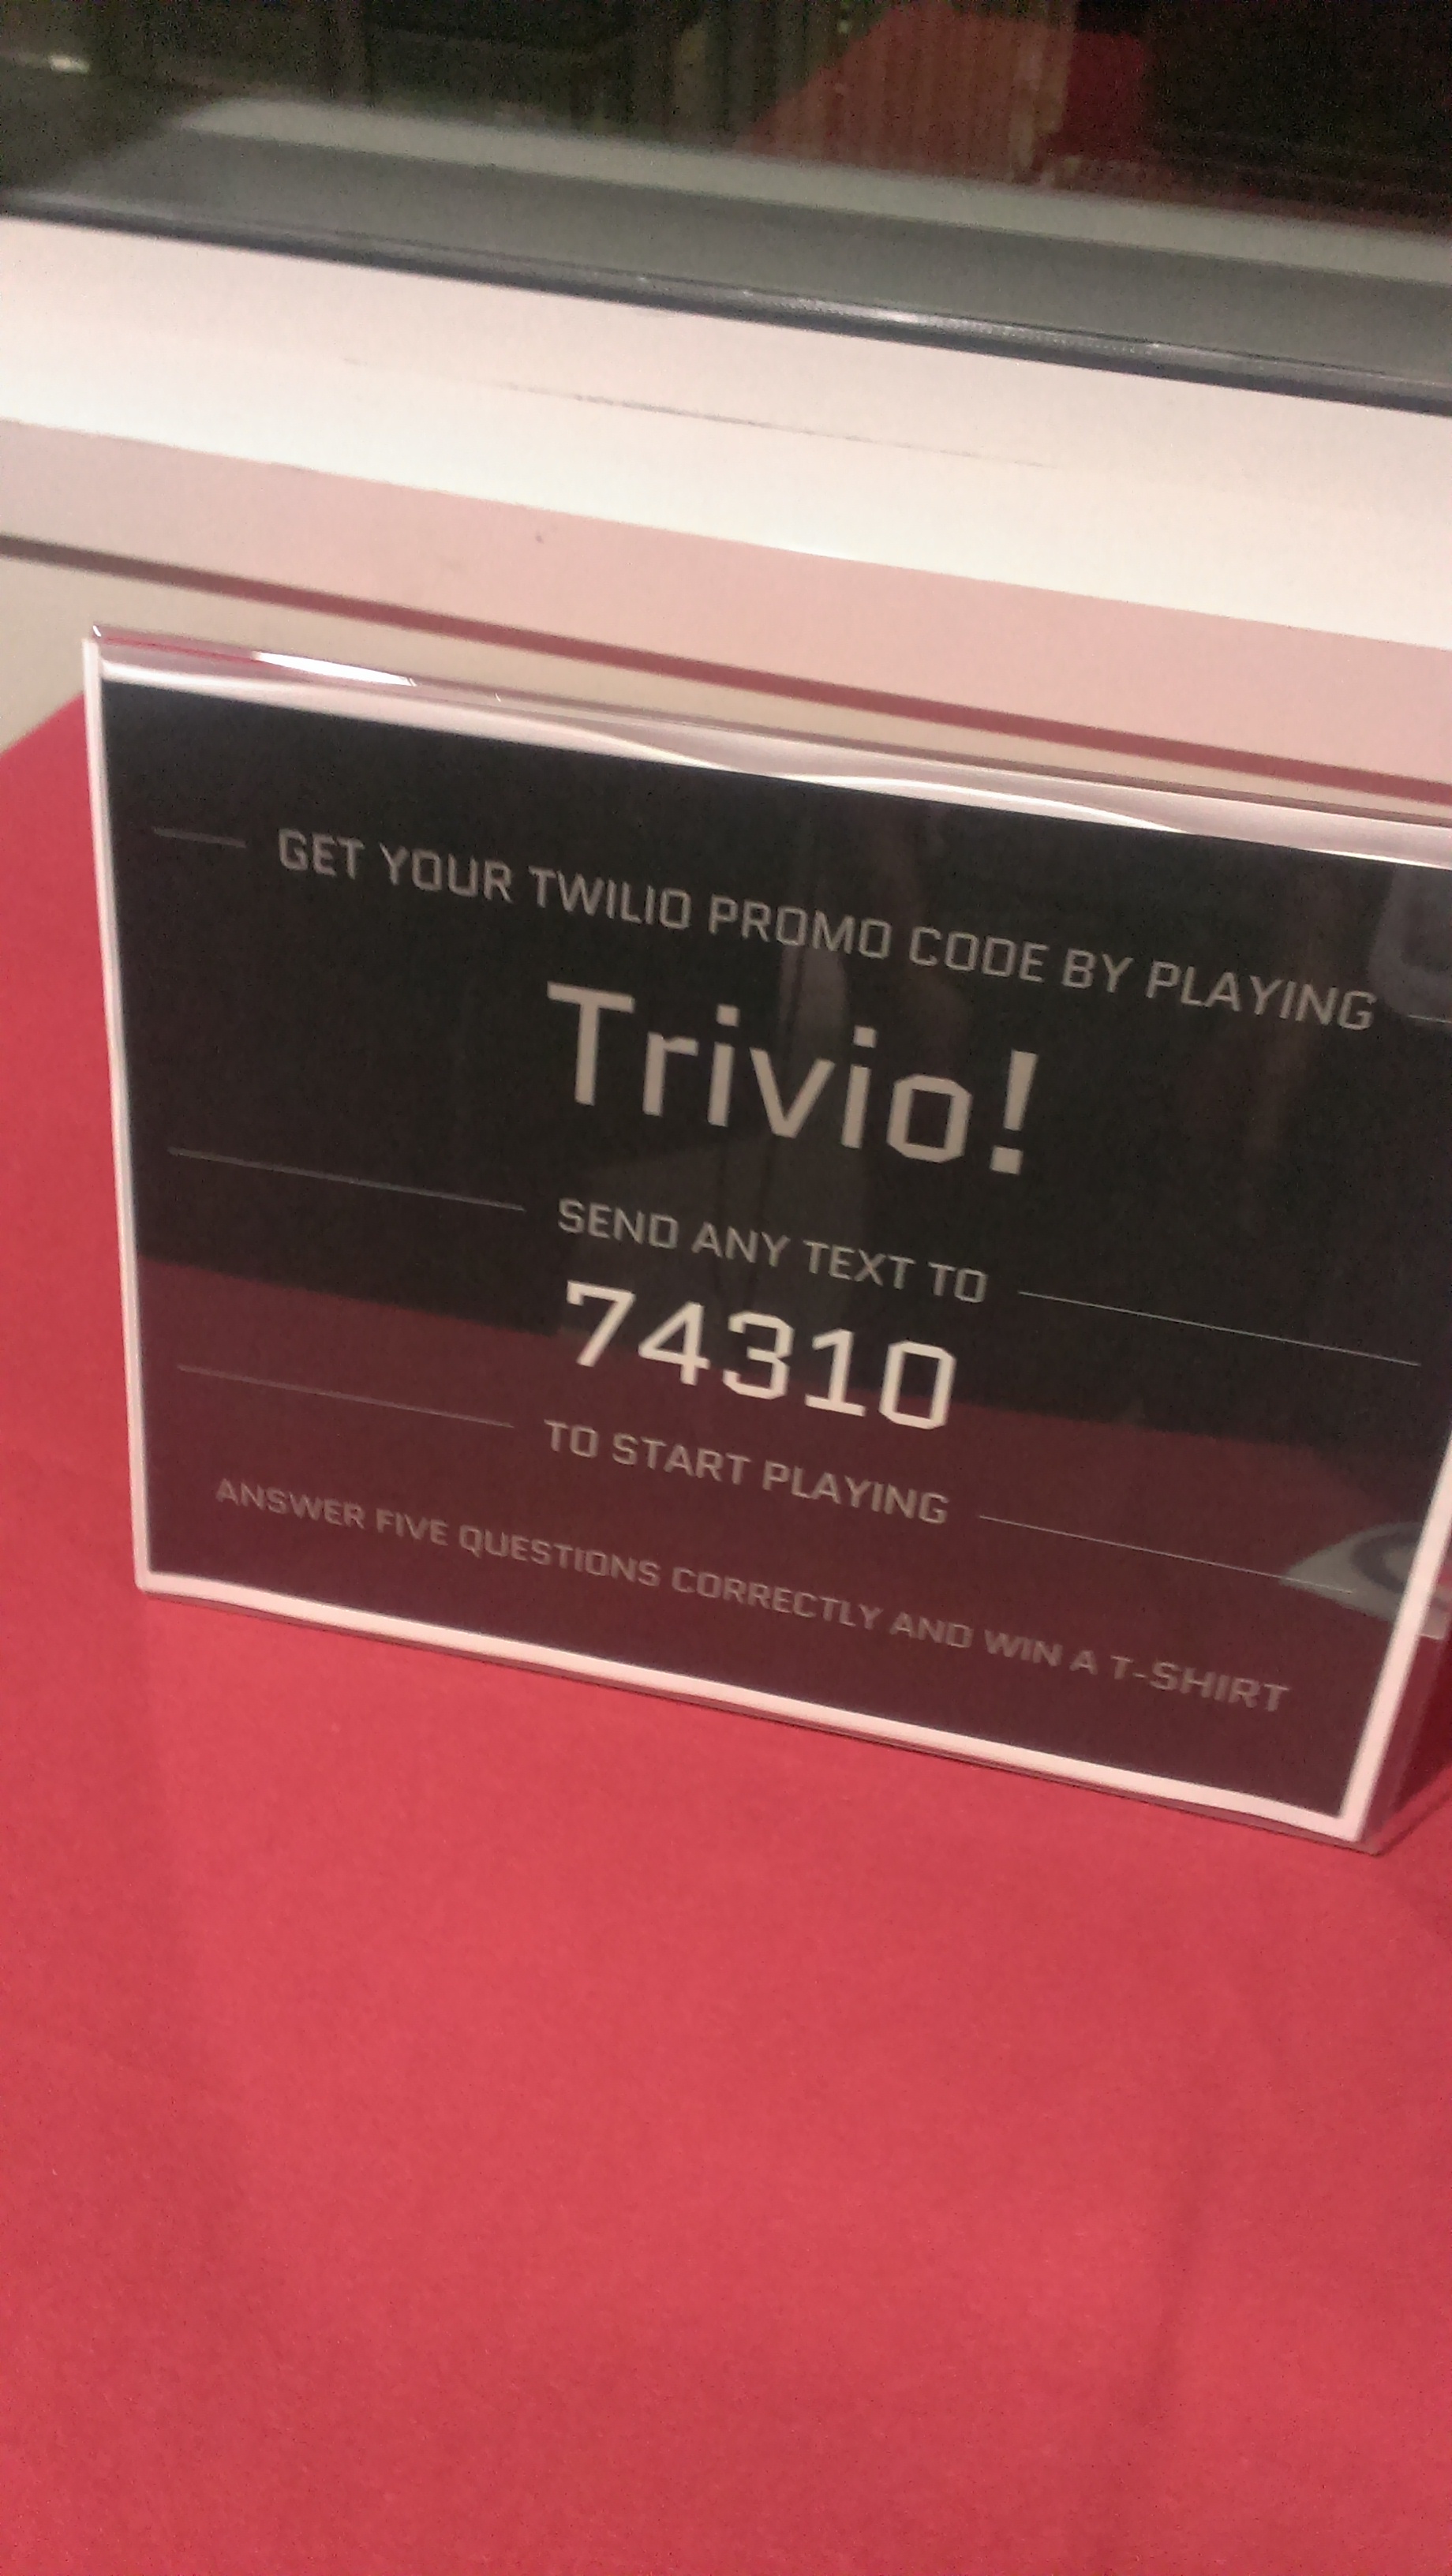 GET YOUR TWILIO PROMO CODE BY PLAYING
Trivio!
SEND ANY TEXT TO
74310
TO START PLAYING
ANSWER FIVE QUESTIONS CORRECTLY AND WIN A T-SHIRT